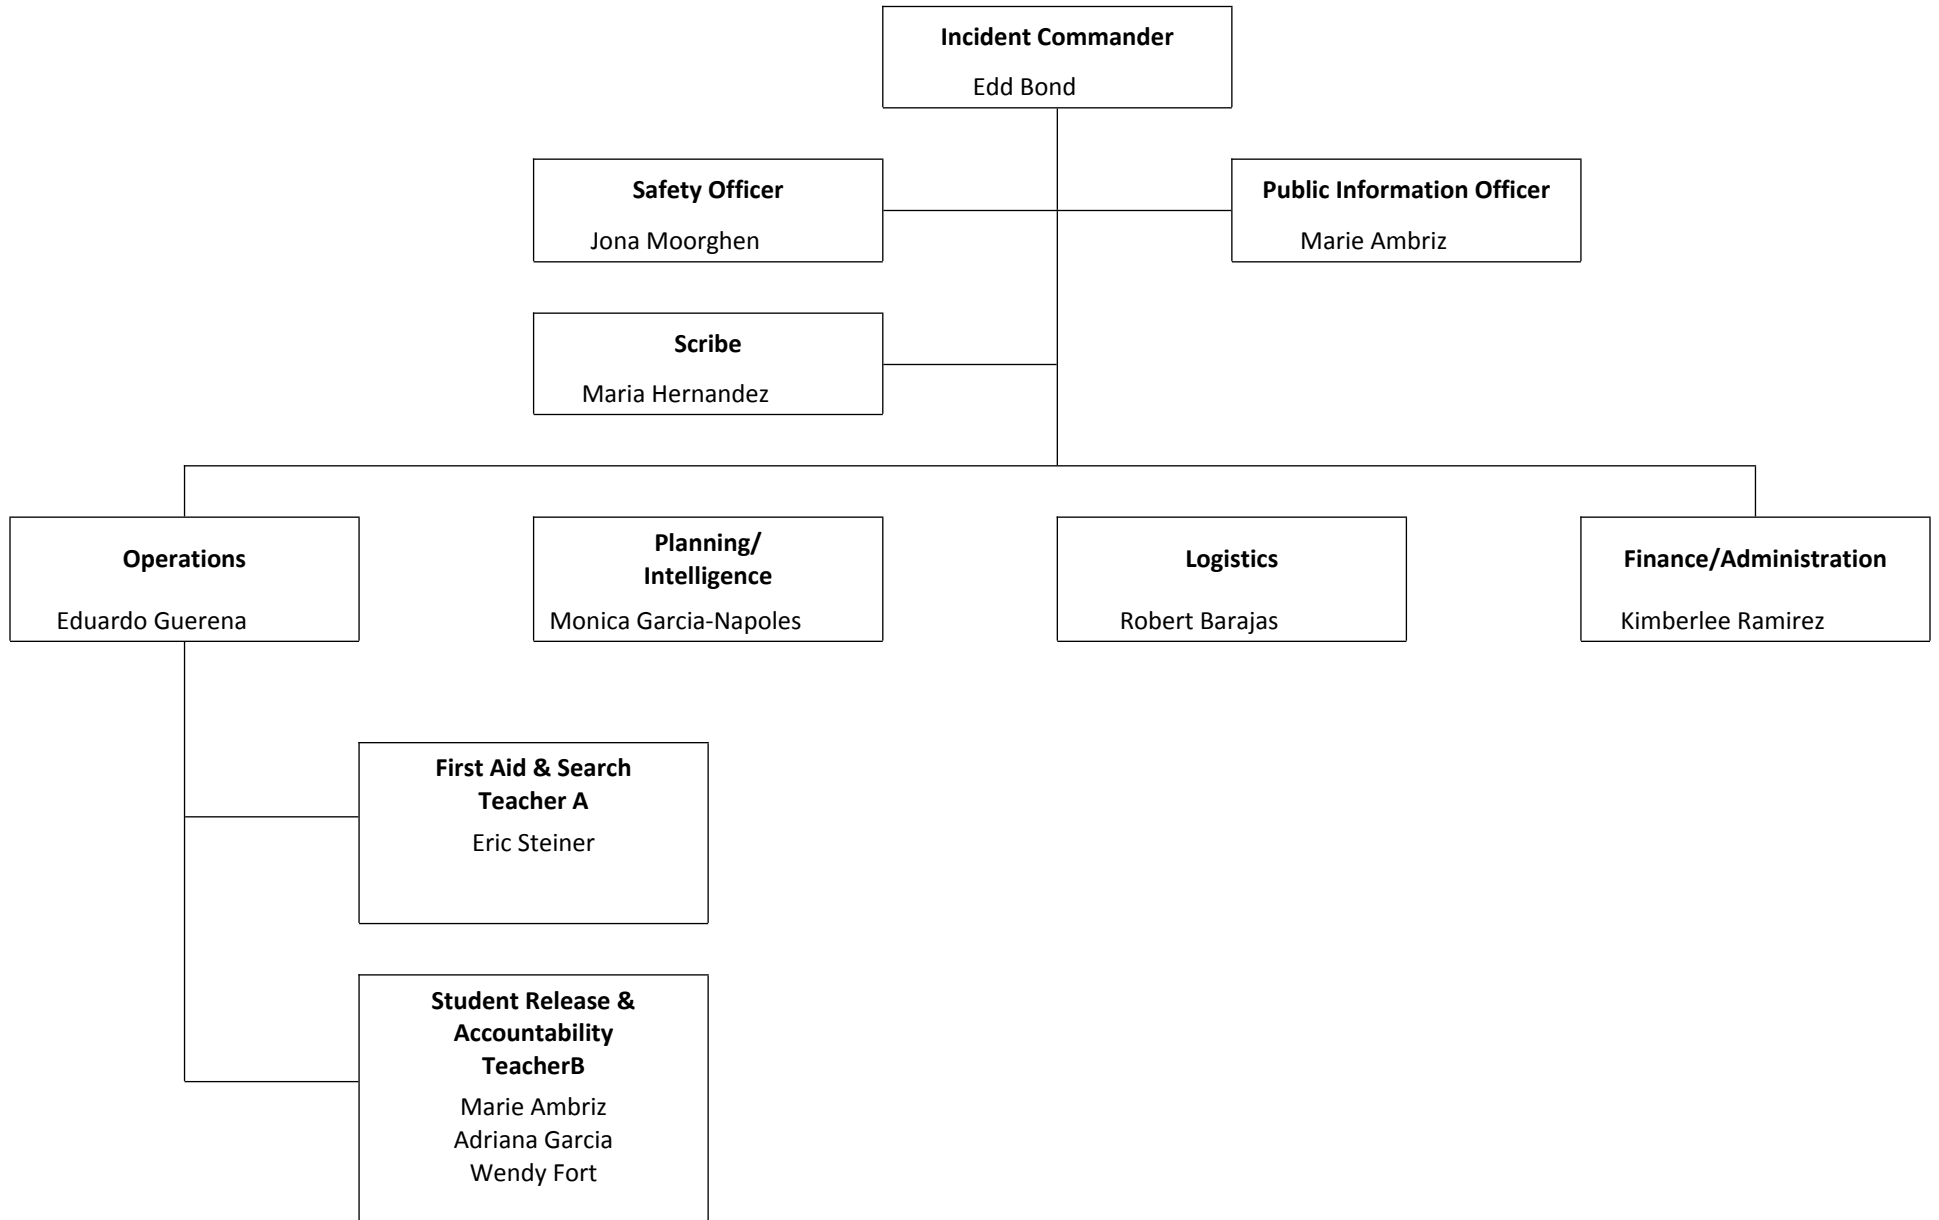 Incident Commander
Edd Bond
Safety Officer
Jona Moorghen
Public Information Officer
Marie Ambriz
Scribe
Maria Hernandez
Operations
Eduardo Guerena
Planning/
Intelligence
Monica Garcia-Napoles
Logistics
Robert Barajas
Finance/Administration
Kimberlee Ramirez
First Aid & Search
Teacher A
Eric Steiner
Student Release &
Accountability
TeacherB
Marie Ambriz
Adriana Garcia
Wendy Fort